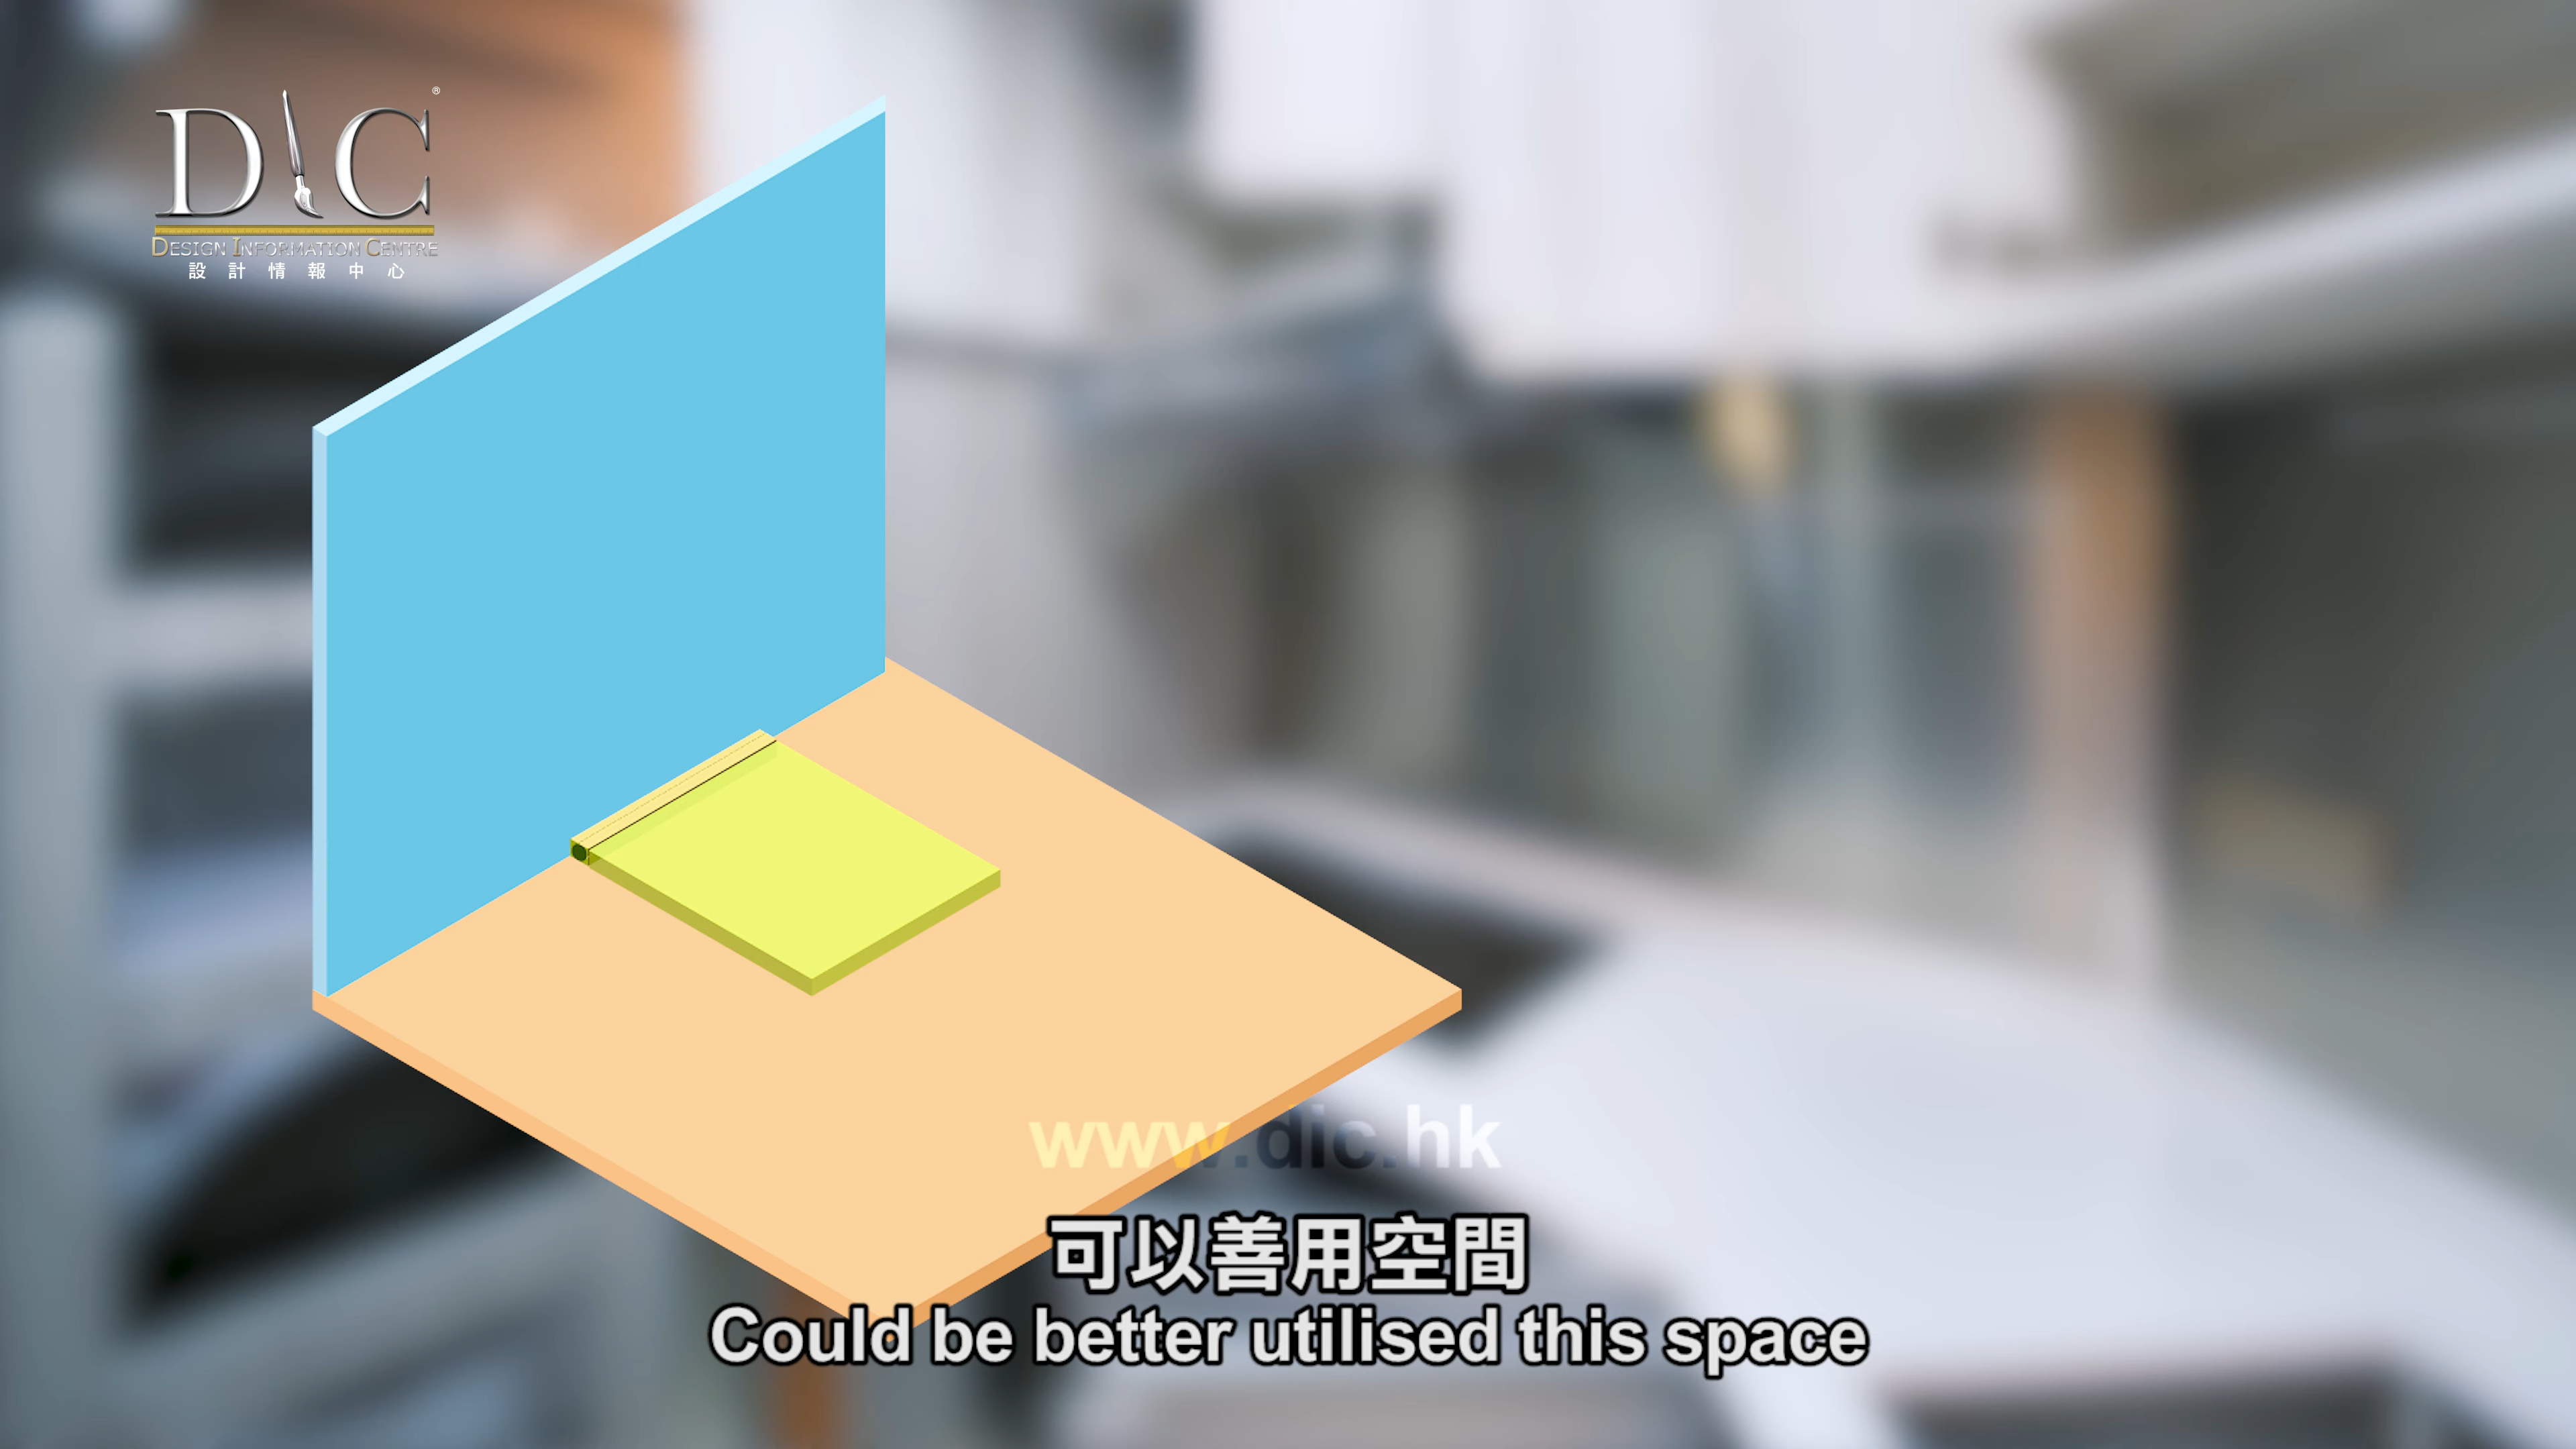 DIC®
DESIGN INFORMATION CENTRE
設計情報中心
www.dic.hk
可以善用空間
Could be better utilised this space